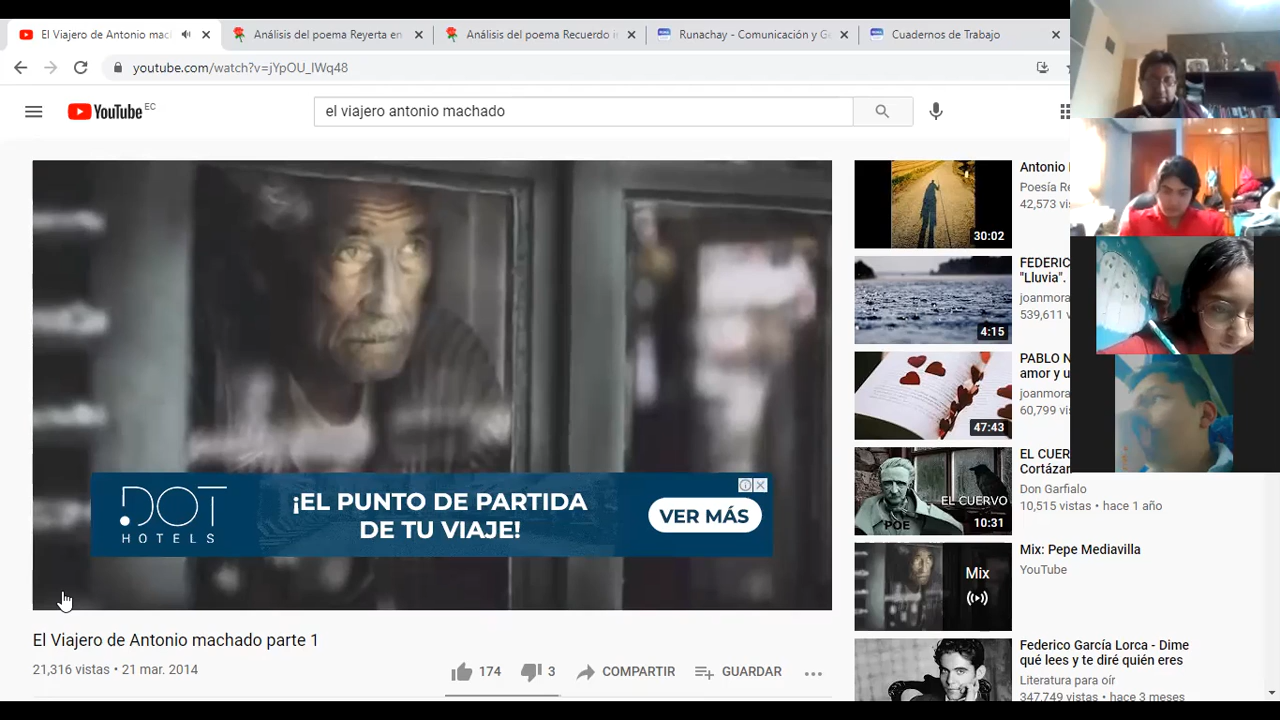 El Viajero de Antonio mac
Análisis del poema Reyerta en
Análisis del poema Recuerdo i
Runachay - Comunicación y G
Cuadernos de Trabajo
youtube.com/watch?v=jYpOU_IWq48
YouTube EC
el viajero antonio machado
Antonio
Poesía Re
42,573 vis
30:02
FEDERIC
"Lluvia".
joanmora
539,611
4:15
PABLO N
amor y u
joanmora
60,799 vis
47:43
EL CUER
Cortázar
Don Garfialo
10,515 vistas • hace 1 año
EL CUERVO
POE
10:31
Mix: Pepe Mediavilla
YouTube
Mix
Federico García Lorca - Dime
qué lees y te diré quién eres
Literatura para oír
347,749 vistas • hace 3 meses
DOT
HOTELS
¡EL PUNTO DE PARTIDA
DE TU VIAJE!
VER MÁS
El Viajero de Antonio machado parte 1
21,316 vistas • 21 mar. 2014
174
3
COMPARTIR
GUARDAR